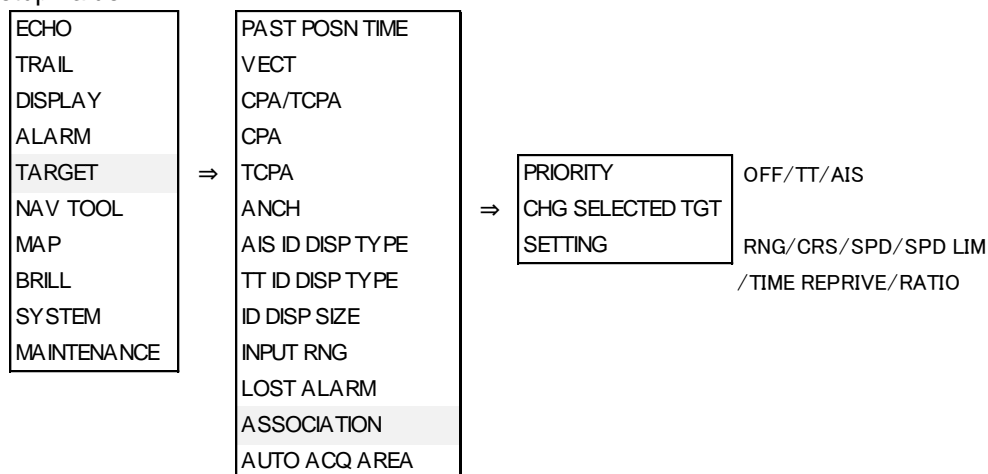 ECHO
TRAIL
DISPLAY
ALARM
TARGET
NAV TOOL
MAP
BRILL
SYSTEM
MAINTENANCE
⇒
PAST POSN TIME
VECT
CPA/TCPA
CPA
TCPA
ANCH
AIS ID DISP TYPE
TT ID DISP TYPE
ID DISP SIZE
INPUT RNG
LOST ALARM
ASSOCIATION
AUTO ACQ AREA
⇒
PRIORITY
CHG SELECTED TGT
SETTING
OFF/TT/AIS
RNG/CRS/SPD/SPD LIM
/TIME REPRIVE/RATIO